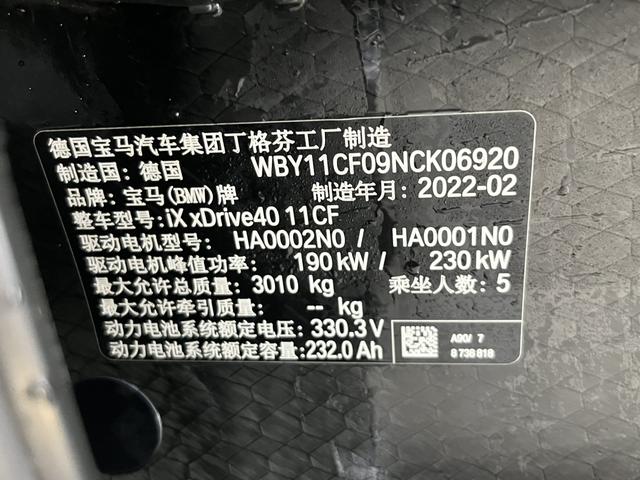 德国宝马汽车集团丁格芬工厂制造
制造国：德国 WBY11CF09NCK06920
品牌：宝马(BMW)牌 制造年月：2022-02
整车型号：iX xDrive40 11CF
驱动电机型号： HA0002N0 / HA0001N0
驱动电机峰值功率： 190 kW / 230 kW
最大允许总质量： 3010 kg 乘坐人数：5
最大允许牵引质量： -- kg
动力电池系统额定电压：330.3 V
动力电池系统额定容量：232.0 Ah
A90/ 7
8 738 818